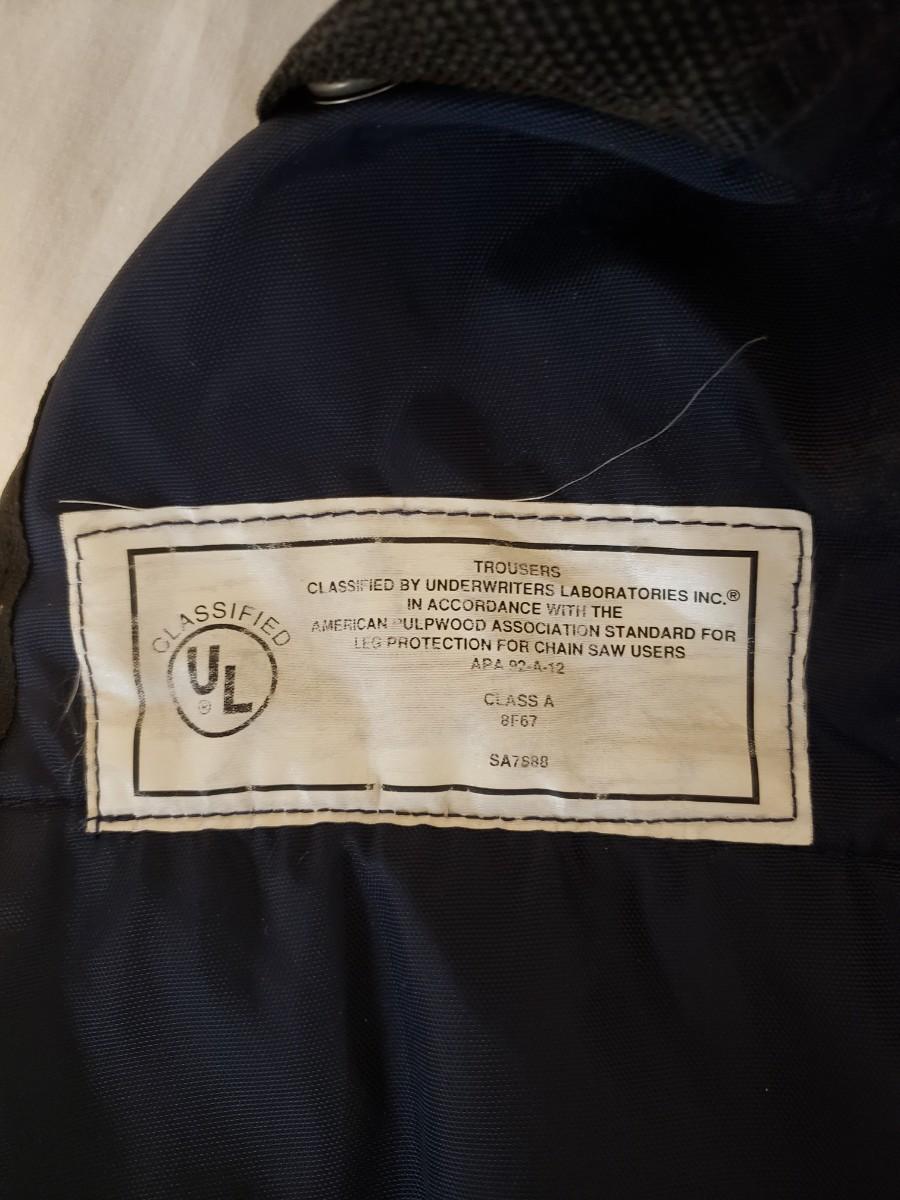 CLASSIFIED
UL
®
TROUSERS
CLASSIFIED BY UNDERWRITERS LABORATORIES INC.®
IN ACCORDANCE WITH THE
AMERICAN PULPWOOD ASSOCIATION STANDARD FOR
LEG PROTECTION FOR CHAIN SAW USERS
APA 92-A-12
CLASS A
8F67
SA7588